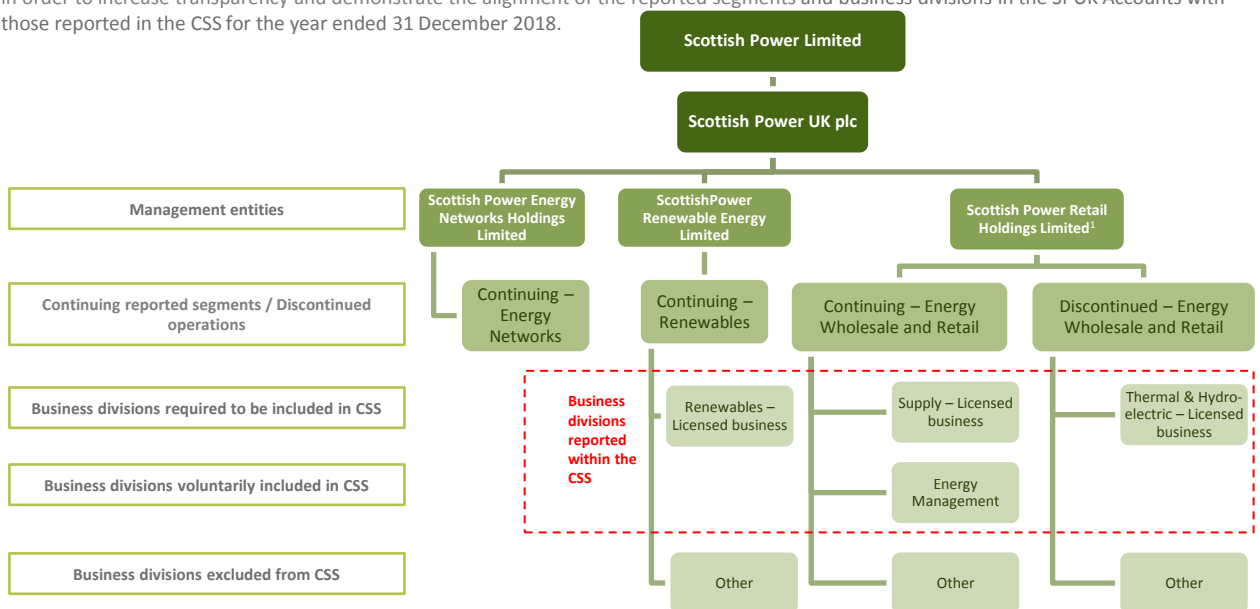 in order to increase transparency and demonstrate the alignment of the reported segments and business divisions in the SPUK Accounts with
those reported in the CSS for the year ended 31 December 2018.
Scottish Power Limited
Scottish Power UK plc
Management entities
Scottish Power Energy
Networks Holdings
Limited
ScottishPower
Renewable Energy
Limited
Scottish Power Retail
Holdings Limited¹
Continuing reported segments / Discontinued
operations
Continuing –
Energy
Networks
Continuing –
Renewables
Continuing – Energy
Wholesale and Retail
Discontinued – Energy
Wholesale and Retail
Business divisions required to be included in CSS
Business
divisions
reported
within the
CSS
Renewables –
Licensed business
Supply – Licensed
business
Thermal & Hydro-
electric – Licensed
business
Business divisions voluntarily included in CSS
Energy
Management
Business divisions excluded from CSS
Other
Other
Other